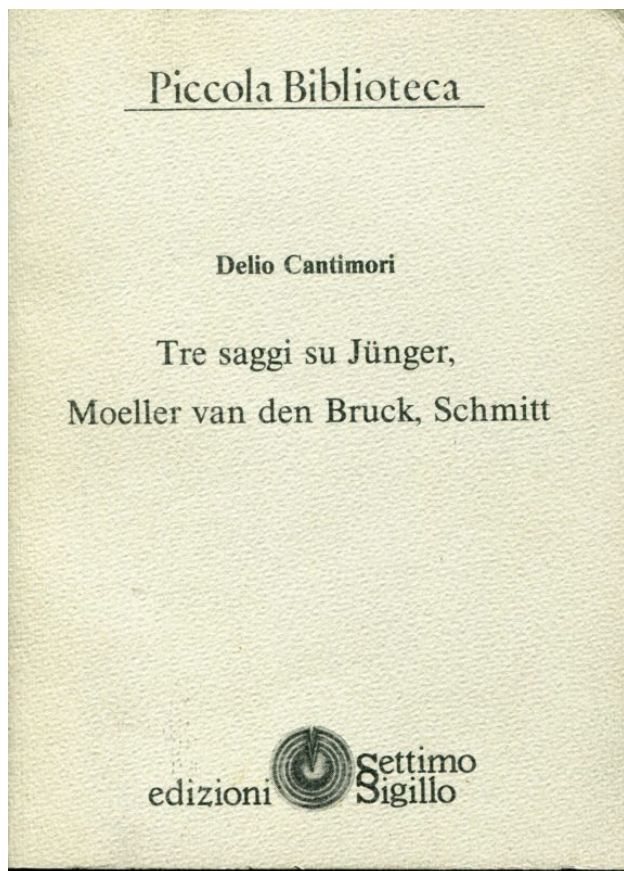 Piccola Biblioteca
Delio Cantimori
Tre saggi su Jünger,
Moeller van den Bruck, Schmitt
edizioni Settimo
Sigillo